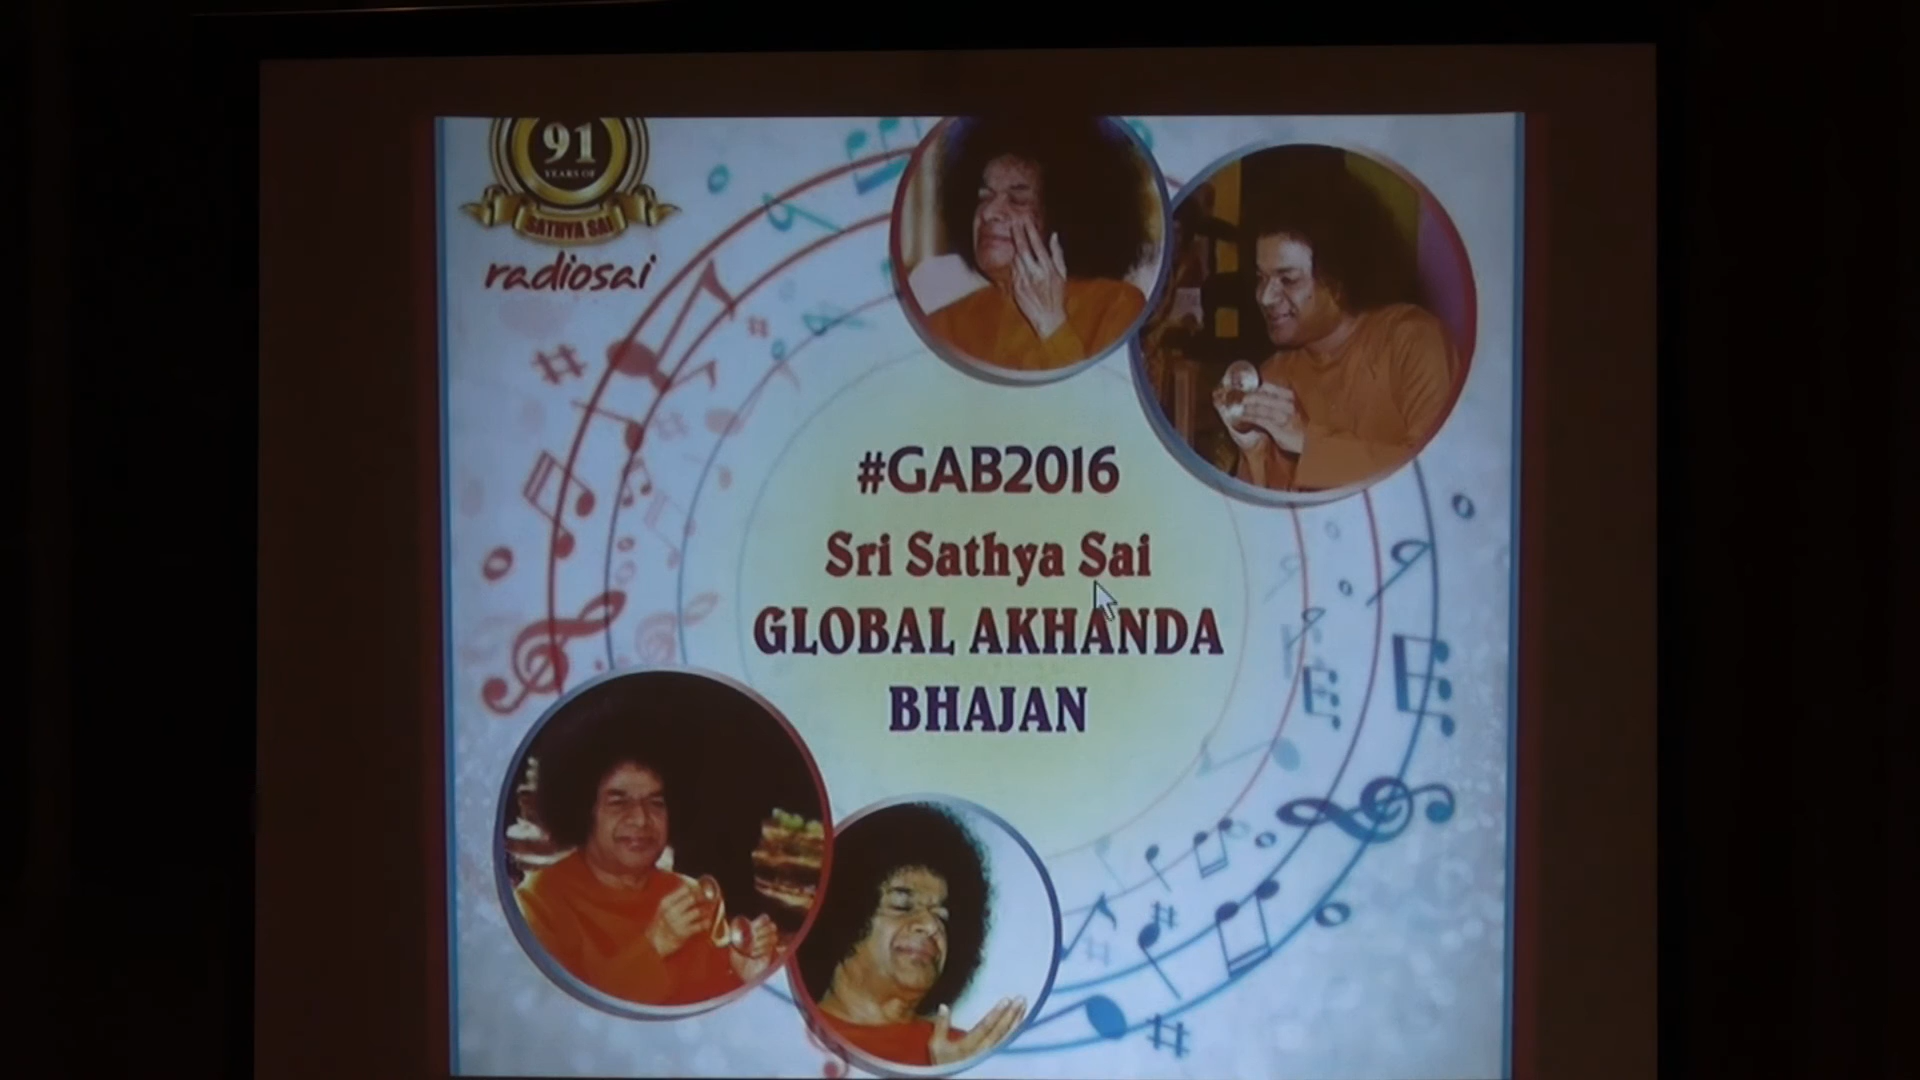 91
YEARS OF
SATHYA SAI
radiosai
#GAB2016
Sri Sathya Sai
GLOBAL AKHANDA
BHAJAN